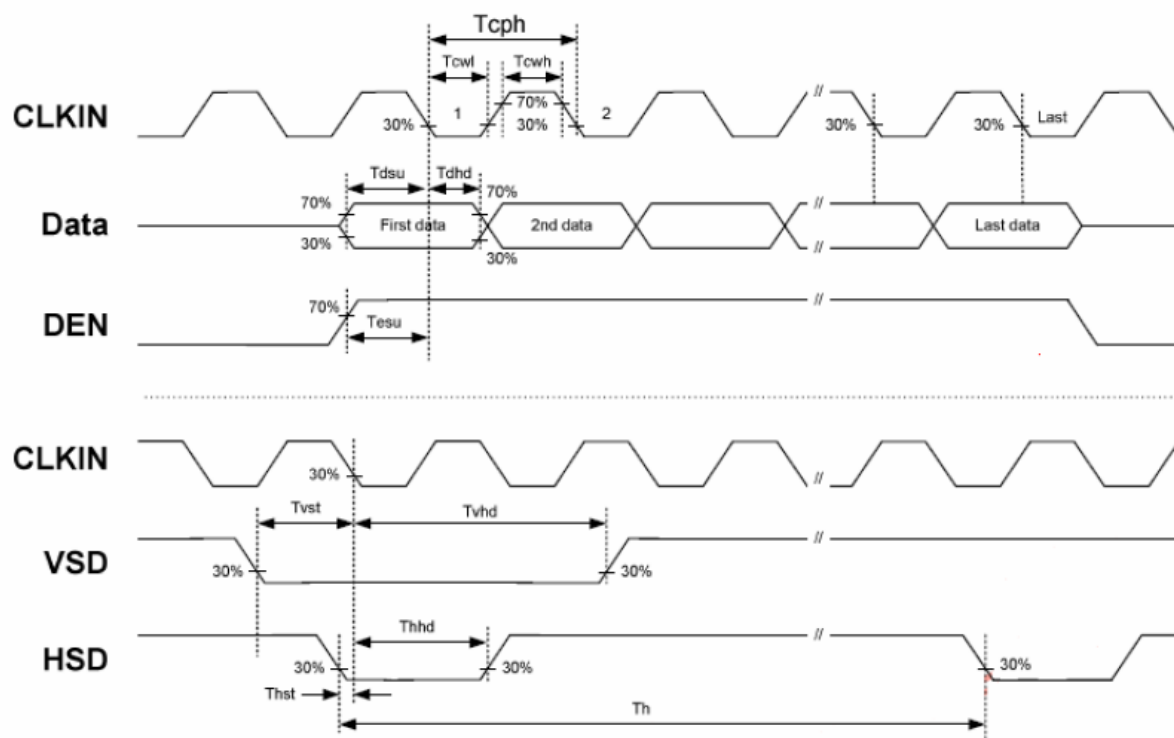 Tcph
Tcwl Tcwh
CLKIN 30% 1 70% 30% 2 // 30% 30% Last
Tdsu Tdhd
70% 70%
Data First data 2nd data // // Last data
30% 30%
DEN 70% //
Tesu
CLKIN 30% //
Tvst Tvhd
VSD 30% 30% //
Thhd
HSD 30% 30% // 30%
Thst
Th